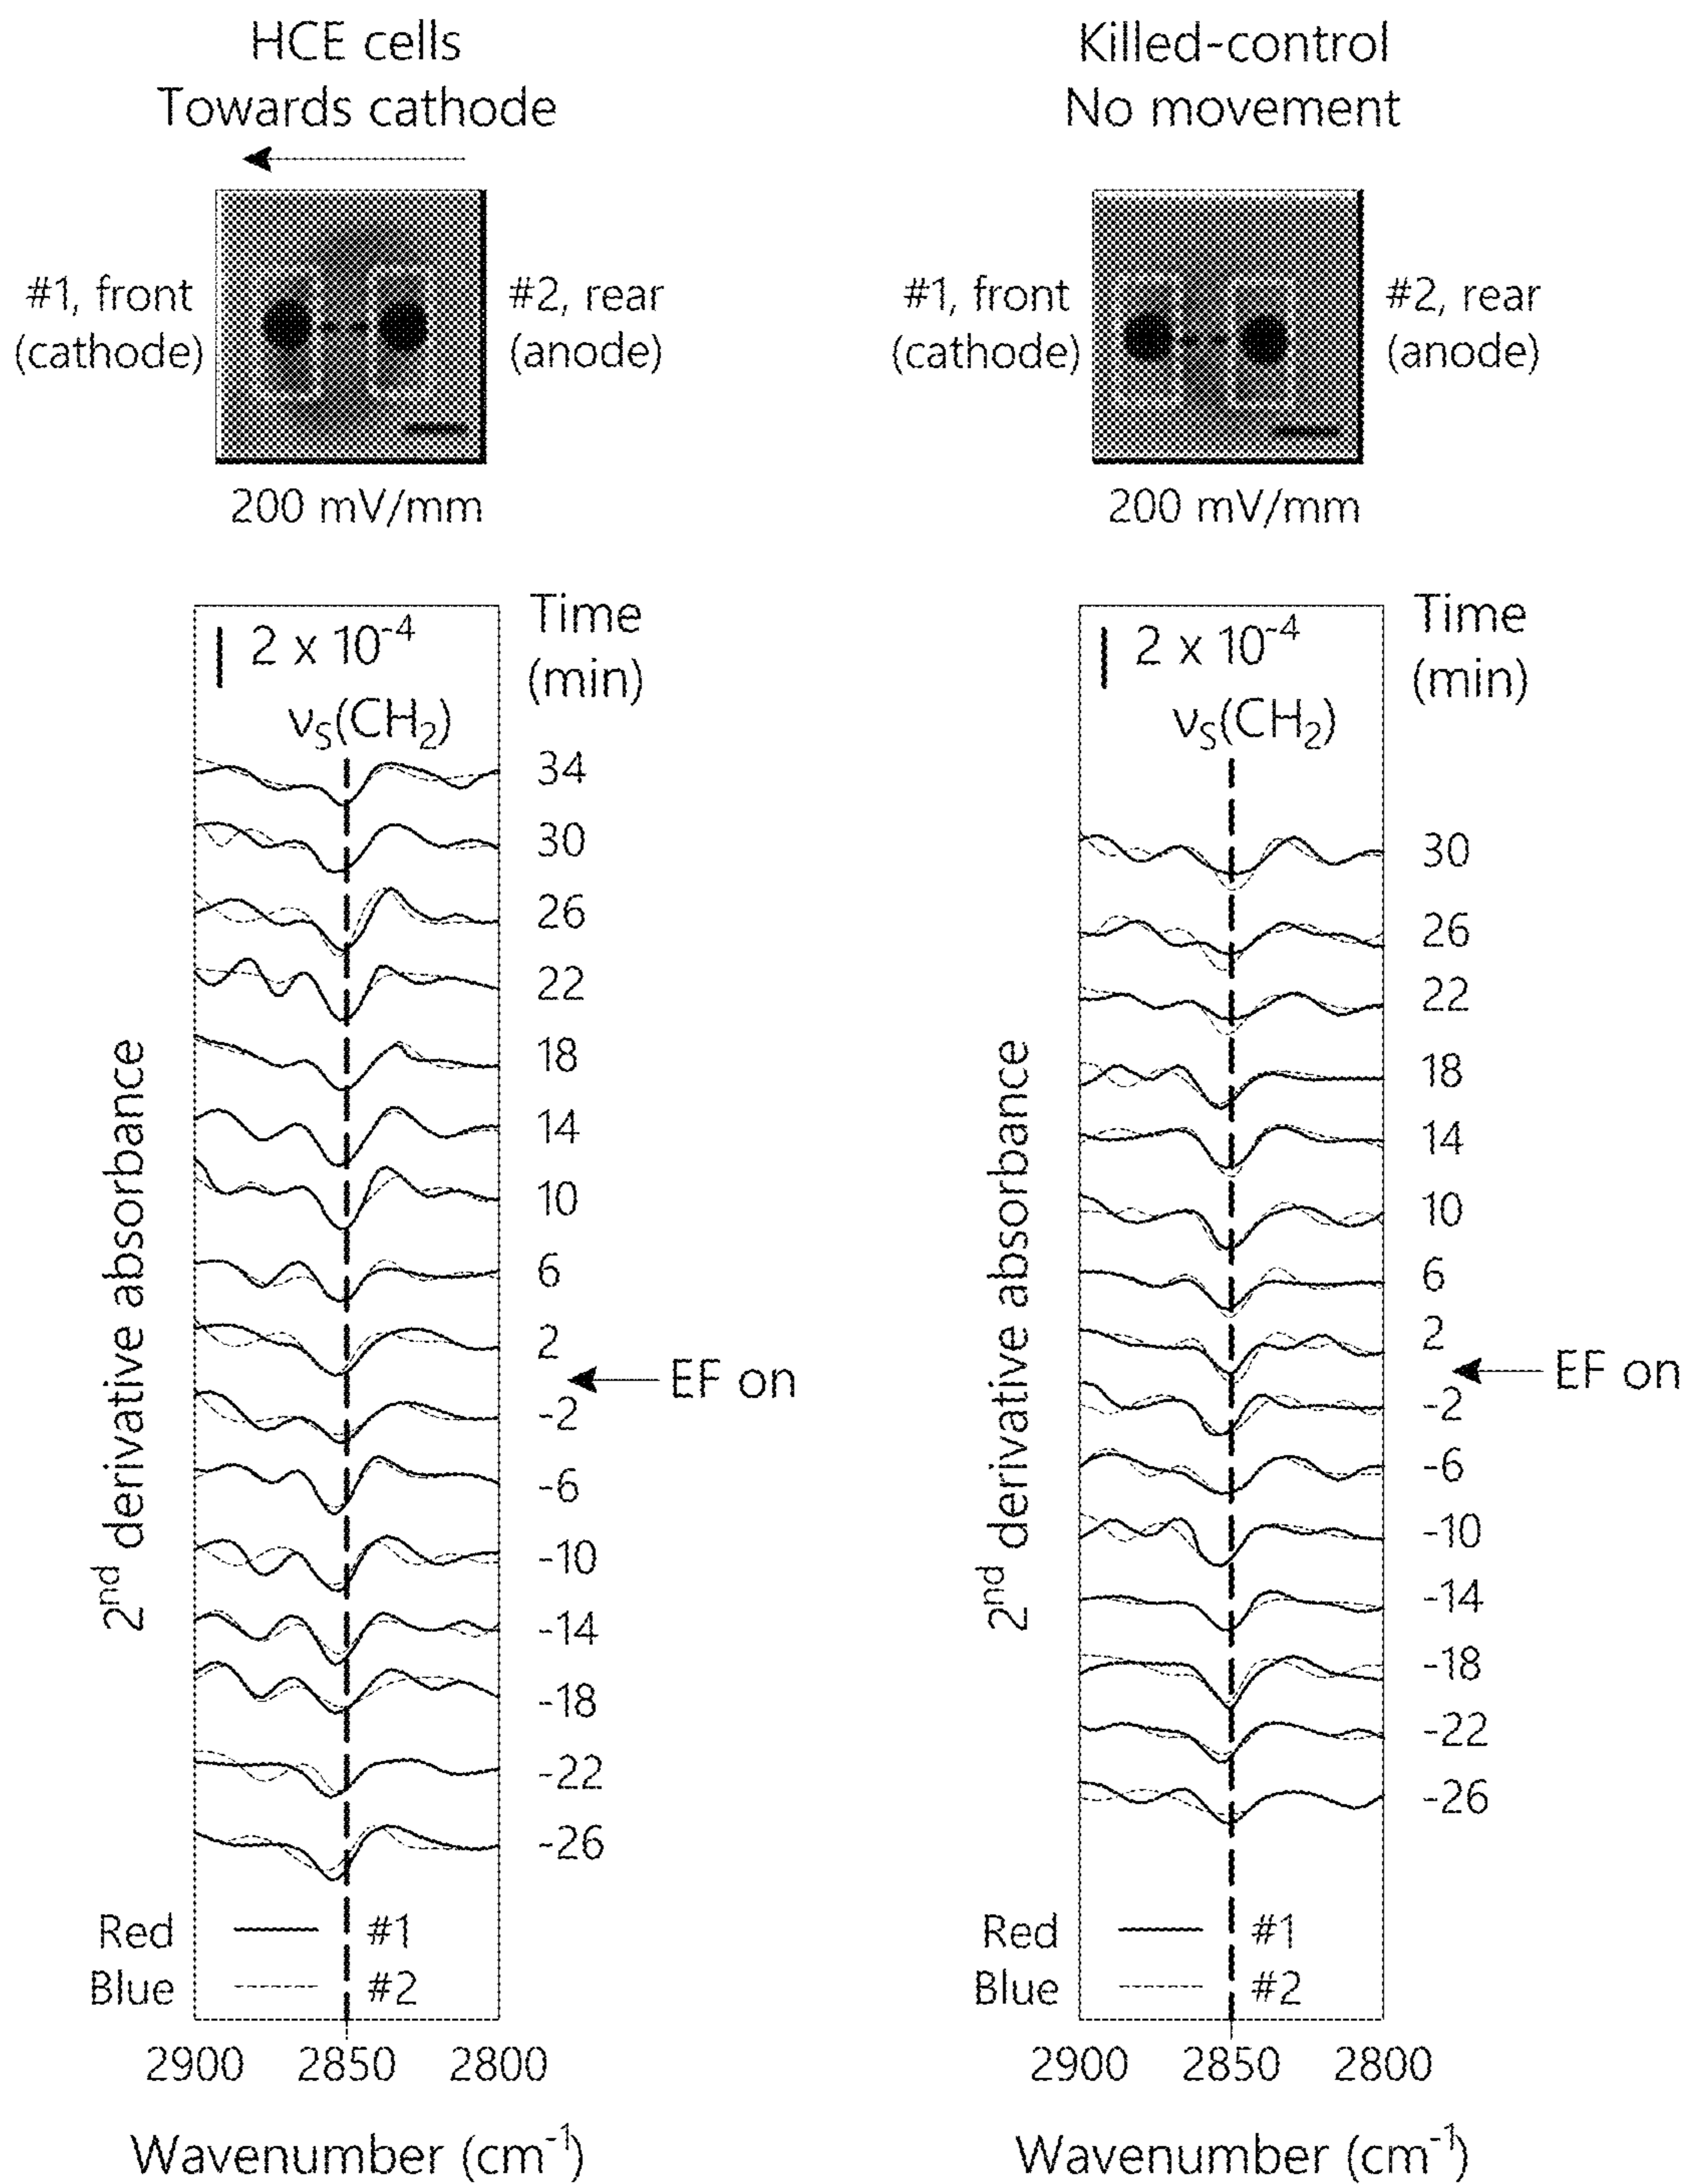 HCE cells
Towards cathode
#1, front
(cathode)
#2, rear
(anode)
200 mV/mm
2 x 10-4
νS(CH2)
Time
(min)
34
30
26
22
18
14
10
6
2
EF on
-2
-6
-10
-14
-18
-22
-26
2nd derivative absorbance
Red #1
Blue #2
2900 2850 2800
Wavenumber (cm-1)
Killed-control
No movement
#1, front
(cathode)
#2, rear
(anode)
200 mV/mm
2 x 10-4
νS(CH2)
Time
(min)
30
26
22
18
14
10
6
2
EF on
-2
-6
-10
-14
-18
-22
-26
2nd derivative absorbance
Red #1
Blue #2
2900 2850 2800
Wavenumber (cm-1)